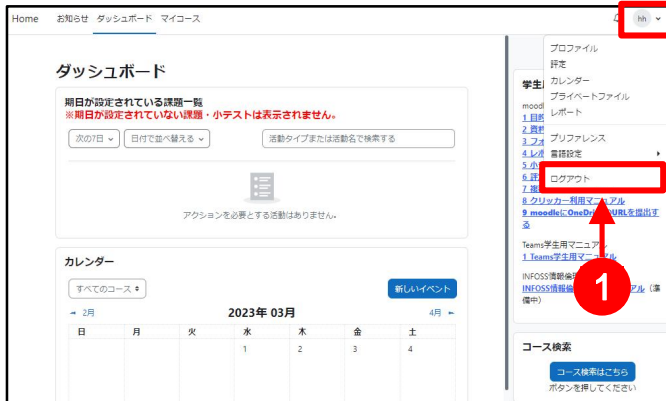 Home お知らせ ダッシュボード マイコース
hh
プロファイル
評定
カレンダー
プライベートファイル
レポート
プリファレンス
言語設定
ログアウト
ダッシュボード
期日が設定されている課題一覧
※期日が設定されていない課題・小テストは表示されません。
次の7日 日付で並べ替える 活動タイプまたは活動名で検索する
アクションを必要とする活動はありません。
カレンダー
すべてのコース 新しいイベント
2月 2023年 03月 4月
日 月 火 水 木 金 土
1 2 3 4
学生
1
2
3
4
5
6
7
8 クリッカー利用マニュアル
9 moodleにOneDriveのURLを提出す
る
Teams学生用マニュアル
1 Teams学生用マニュアル
INFOSS情報倫
INFOSS情報倫 アル（準
備中）
1
コース検索
コース検索はこちら
ボタンを押してください